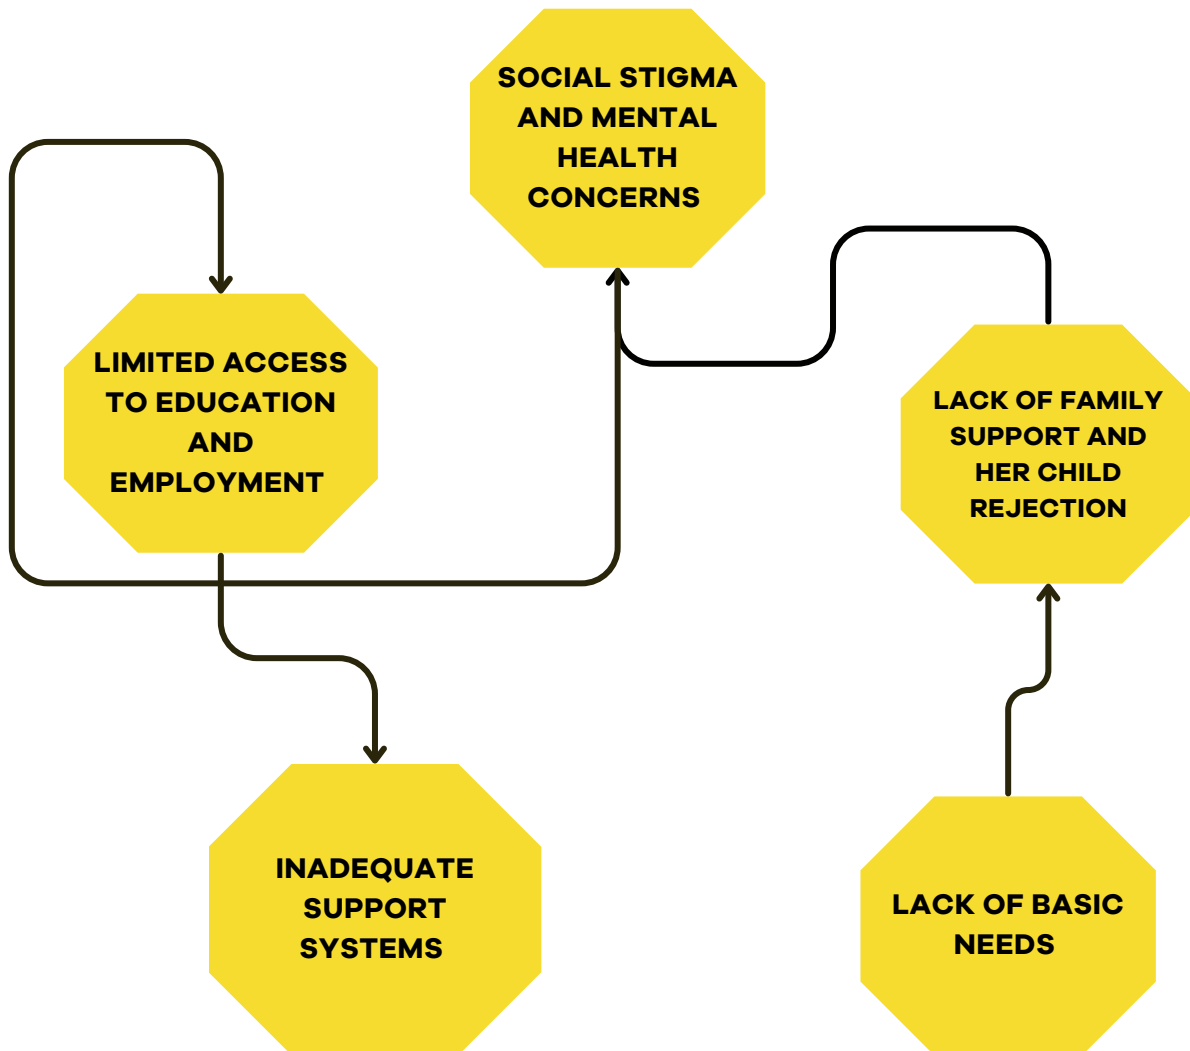 SOCIAL STIGMA
AND MENTAL
HEALTH
CONCERNS
LIMITED ACCESS
TO EDUCATION
AND
EMPLOYMENT
LACK OF FAMILY
SUPPORT AND
HER CHILD
REJECTION
INADEQUATE
SUPPORT
SYSTEMS
LACK OF BASIC
NEEDS